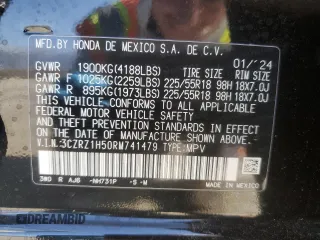 MFD.BY HONDA DE MEXICO S.A. DE C.V.
01/'24
GVWR 1900KG(4188LBS) TIRE SIZE RIM SIZE
GAWR F 1025KG(2259LBS) 225/55R18 98H 18X7.0J
GAWR R 895KG(1973LBS) 225/55R18 98H 18X7.0J
THIS VEHICLE CONFORMS TO ALL APPLICABLE
FEDERAL MOTOR VEHICLE SAFETY AND
THEFT PREVENTION STANDARDS IN EFFECT ON THE DATE
OF MANUFACTURE SHOWN ABOVE.
V.I.N:3CZRZ1H50RM741479 TYPE:MPV
3W0 R AJ6 -NH731P -S -M
MADE IN MEXICO
DREAMBID